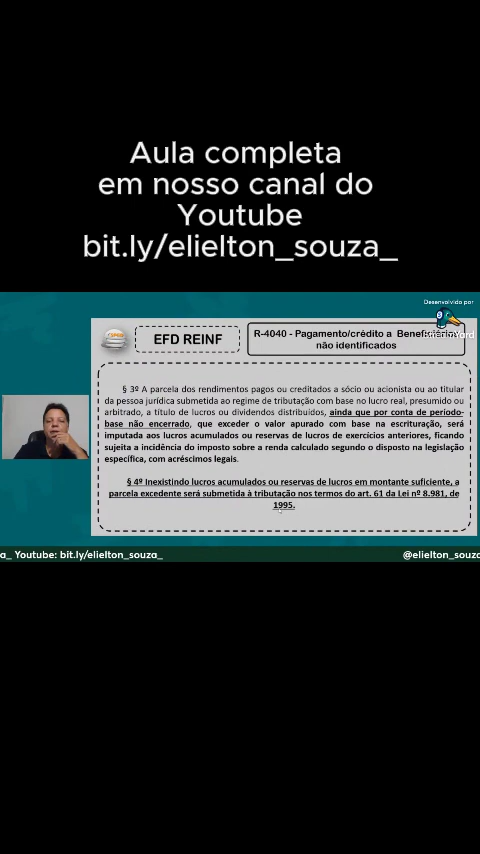 Aula completa
em nosso canal do
Youtube
bit.ly/elielton_souza_
Desenvolvido por
EFD REINF
R-4040 - Pagamento/crédito a
não identificados
§ 3º A parcela dos rendimentos pagos ou creditados a sócio ou acionista ou ao titular
da pessoa jurídica submetida ao regime de tributação com base no lucro real, presumido ou
arbitrado, a título de lucros ou dividendos distribuídos, ainda que por conta de período-
base não encerrado, que exceder o valor apurado com base na escrituração, será
imputada aos lucros acumulados ou reservas de lucros de exercícios anteriores, ficando
sujeita a incidência do imposto sobre a renda calculado segundo o disposto na legislação
específica, com acréscimos legais.
§ 4º Inexistindo lucros acumulados ou reservas de lucros em montante suficiente, a
parcela excedente será submetida à tributação nos termos do art. 61 da Lei nº 8.981, de
1995.
a_ Youtube: bit.ly/elielton_souza_
@elielton_souz